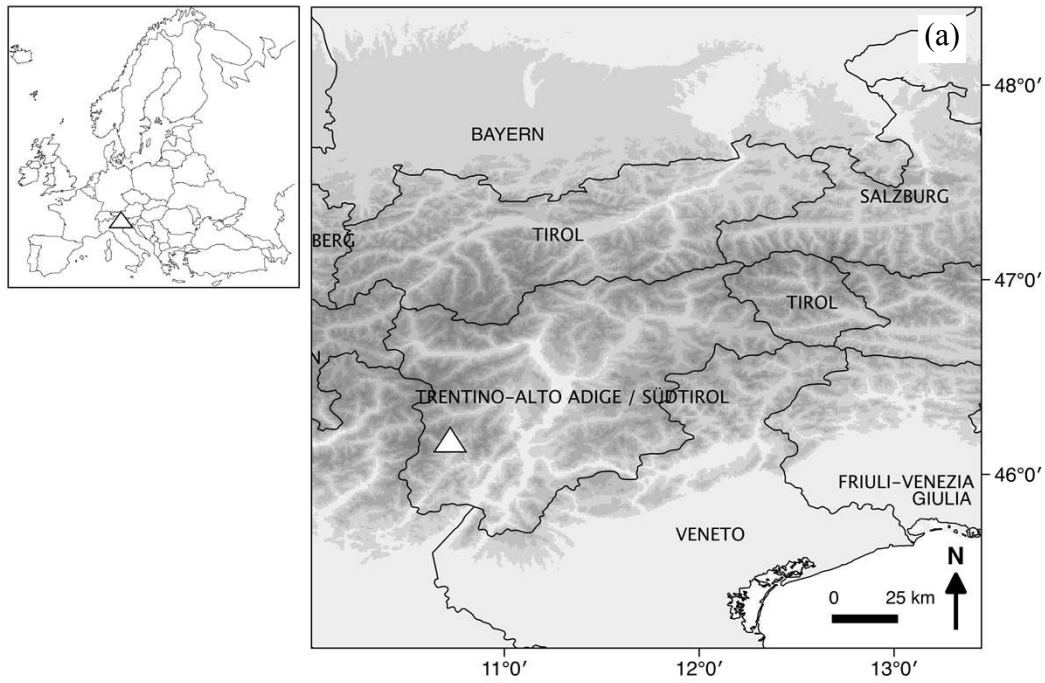 (a)
48°0′
BAYERN
SALZBURG
TIROL
BERG
47°0′
TIROL
N
TRENTINO–ALTO ADIGE / SÜDTIROL
46°0′
FRIULI–VENEZIA
GIULIA
VENETO
N
0 25 km
11°0′ 12°0′ 13°0′